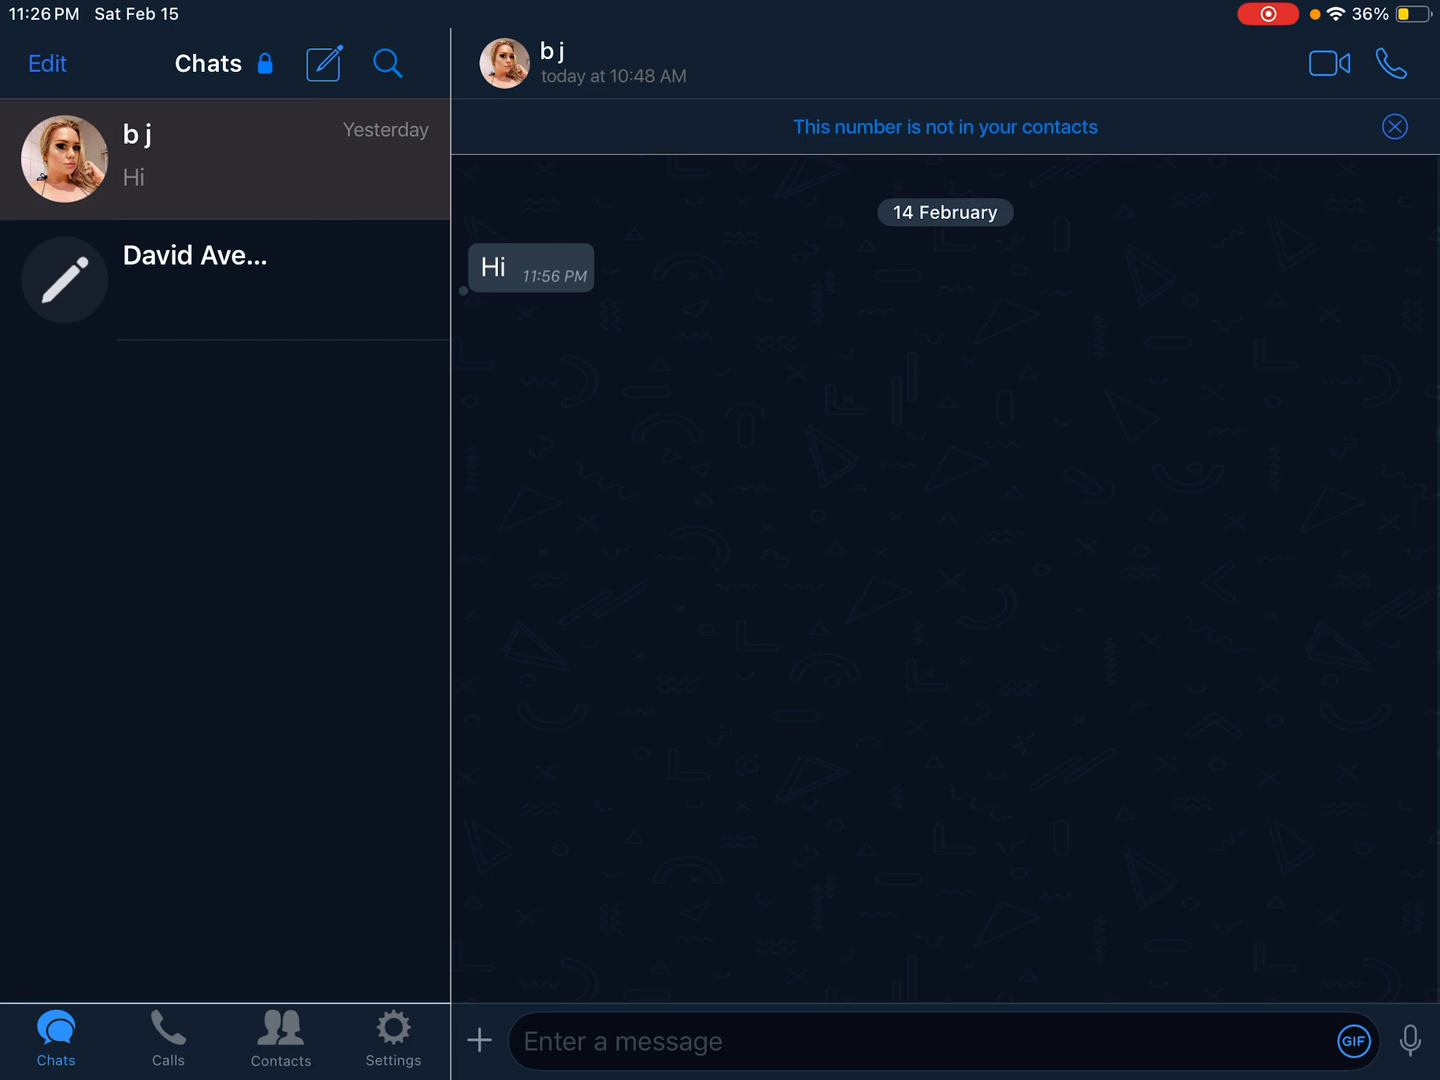 11:26 PM Sat Feb 15
36%
Edit
Chats
b j
Yesterday
Hi
David Ave...
b j
today at 10:48 AM
This number is not in your contacts
14 February
Hi
11:56 PM
Chats
Calls
Contacts
Settings
Enter a message
GIF